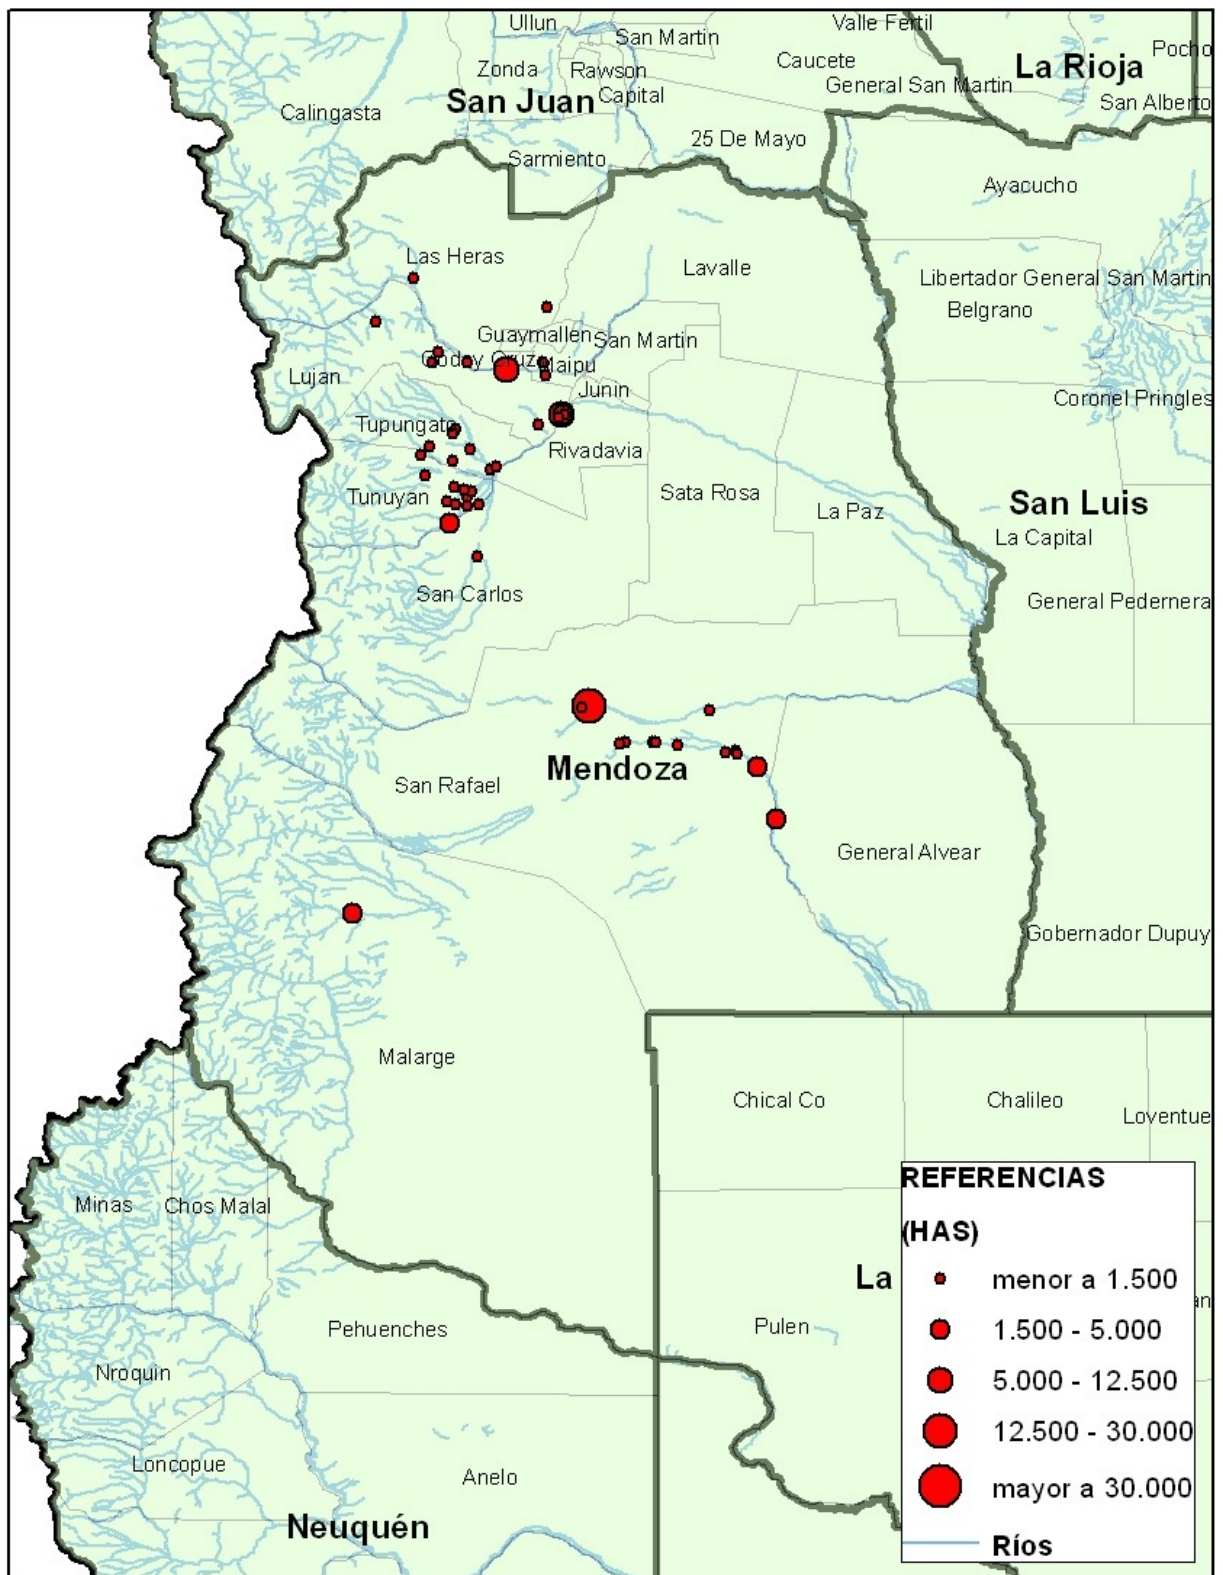 Ullun
Valle Fertil
San Martin
Pocho
Caucete
La Rioja
Zonda
Rawson
General San Martin
San Juan
Capital
San Alberto
Calingasta
25 De Mayo
Sarmiento
Ayacucho
Las Heras
Lavalle
Libertador General San Martin
Belgrano
Guaymallen
San Martin
Godoy Cruz
Maipu
Lujan
Junin
Coronel Pringles
Tupungato
Rivadavia
Tunuyan
Sata Rosa
San Luis
La Paz
La Capital
San Carlos
General Pedernera
Mendoza
San Rafael
General Alvear
Gobernador Dupuy
Malarge
Chical Co
Chalileo
Loventue
REFERENCIAS
(HAS)
menor a 1.500
1.500 - 5.000
5.000 - 12.500
12.500 - 30.000
mayor a 30.000
Ríos
Minas
Chos Malal
La
an
Pulen
Pehuenches
Nroquin
Loncopue
Anelo
Neuquén